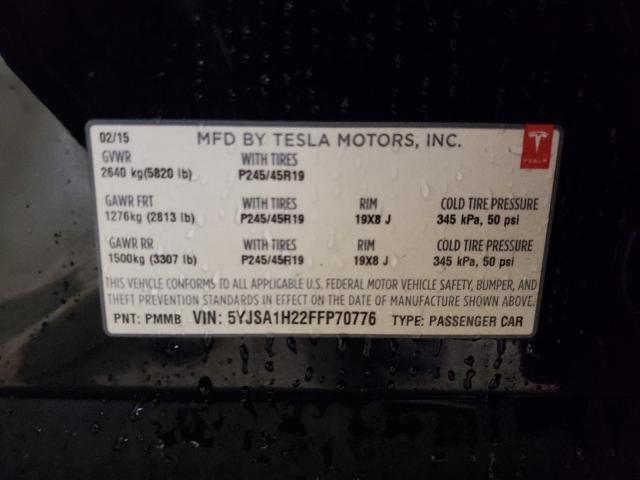 02/15 MFD BY TESLA MOTORS, INC.
TESLA
GVWR WITH TIRES
2640 kg(5820 lb) P245/45R19
GAWR FRT WITH TIRES RIM COLD TIRE PRESSURE
1276kg (2813 lb) P245/45R19 19X8 J 345 kPa, 50 psi
GAWR RR WITH TIRES RIM COLD TIRE PRESSURE
1500kg (3307 lb) P245/45R19 19X8 J 345 kPa, 50 psi
THIS VEHICLE CONFORMS TO ALL APPLICABLE U.S. FEDERAL MOTOR VEHICLE SAFETY, BUMPER, AND
THEFT PREVENTION STANDARDS IN EFFECT ON THE DATE OF MANUFACTURE SHOWN ABOVE.
PNT: PMMB VIN: 5YJSA1H22FFP70776 TYPE: PASSENGER CAR